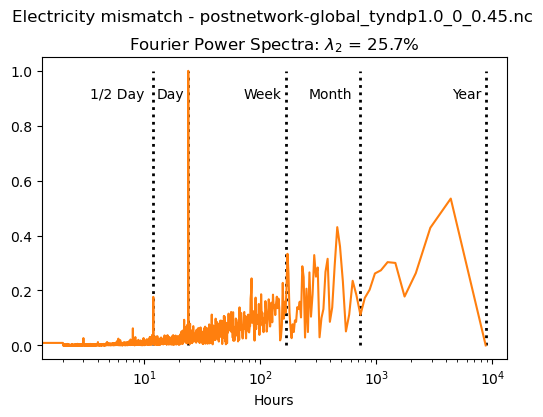 Electricity mismatch - postnetwork-global_tyndp1.0_0_0.45.nc
Fourier Power Spectra: λ₂ = 25.7%
1.0
1/2 Day Day Week Month Year
0.8
0.6
0.4
0.2
0.0
10¹ 10² 10³ 10⁴
Hours